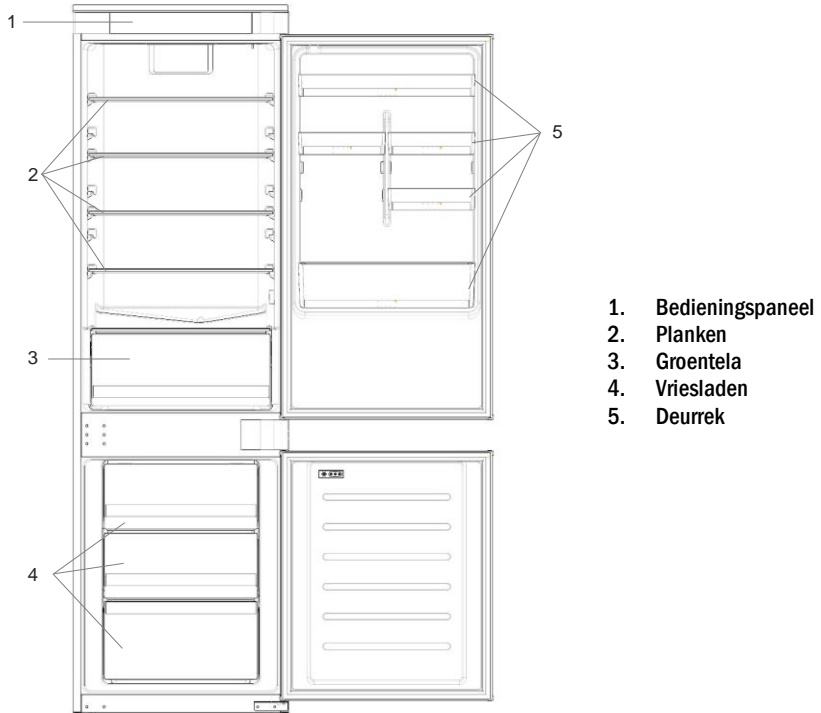 1
2
3
4
5
1. Bedieningspaneel
2. Planken
3. Groentela
4. Vriesladen
5. Deurrek